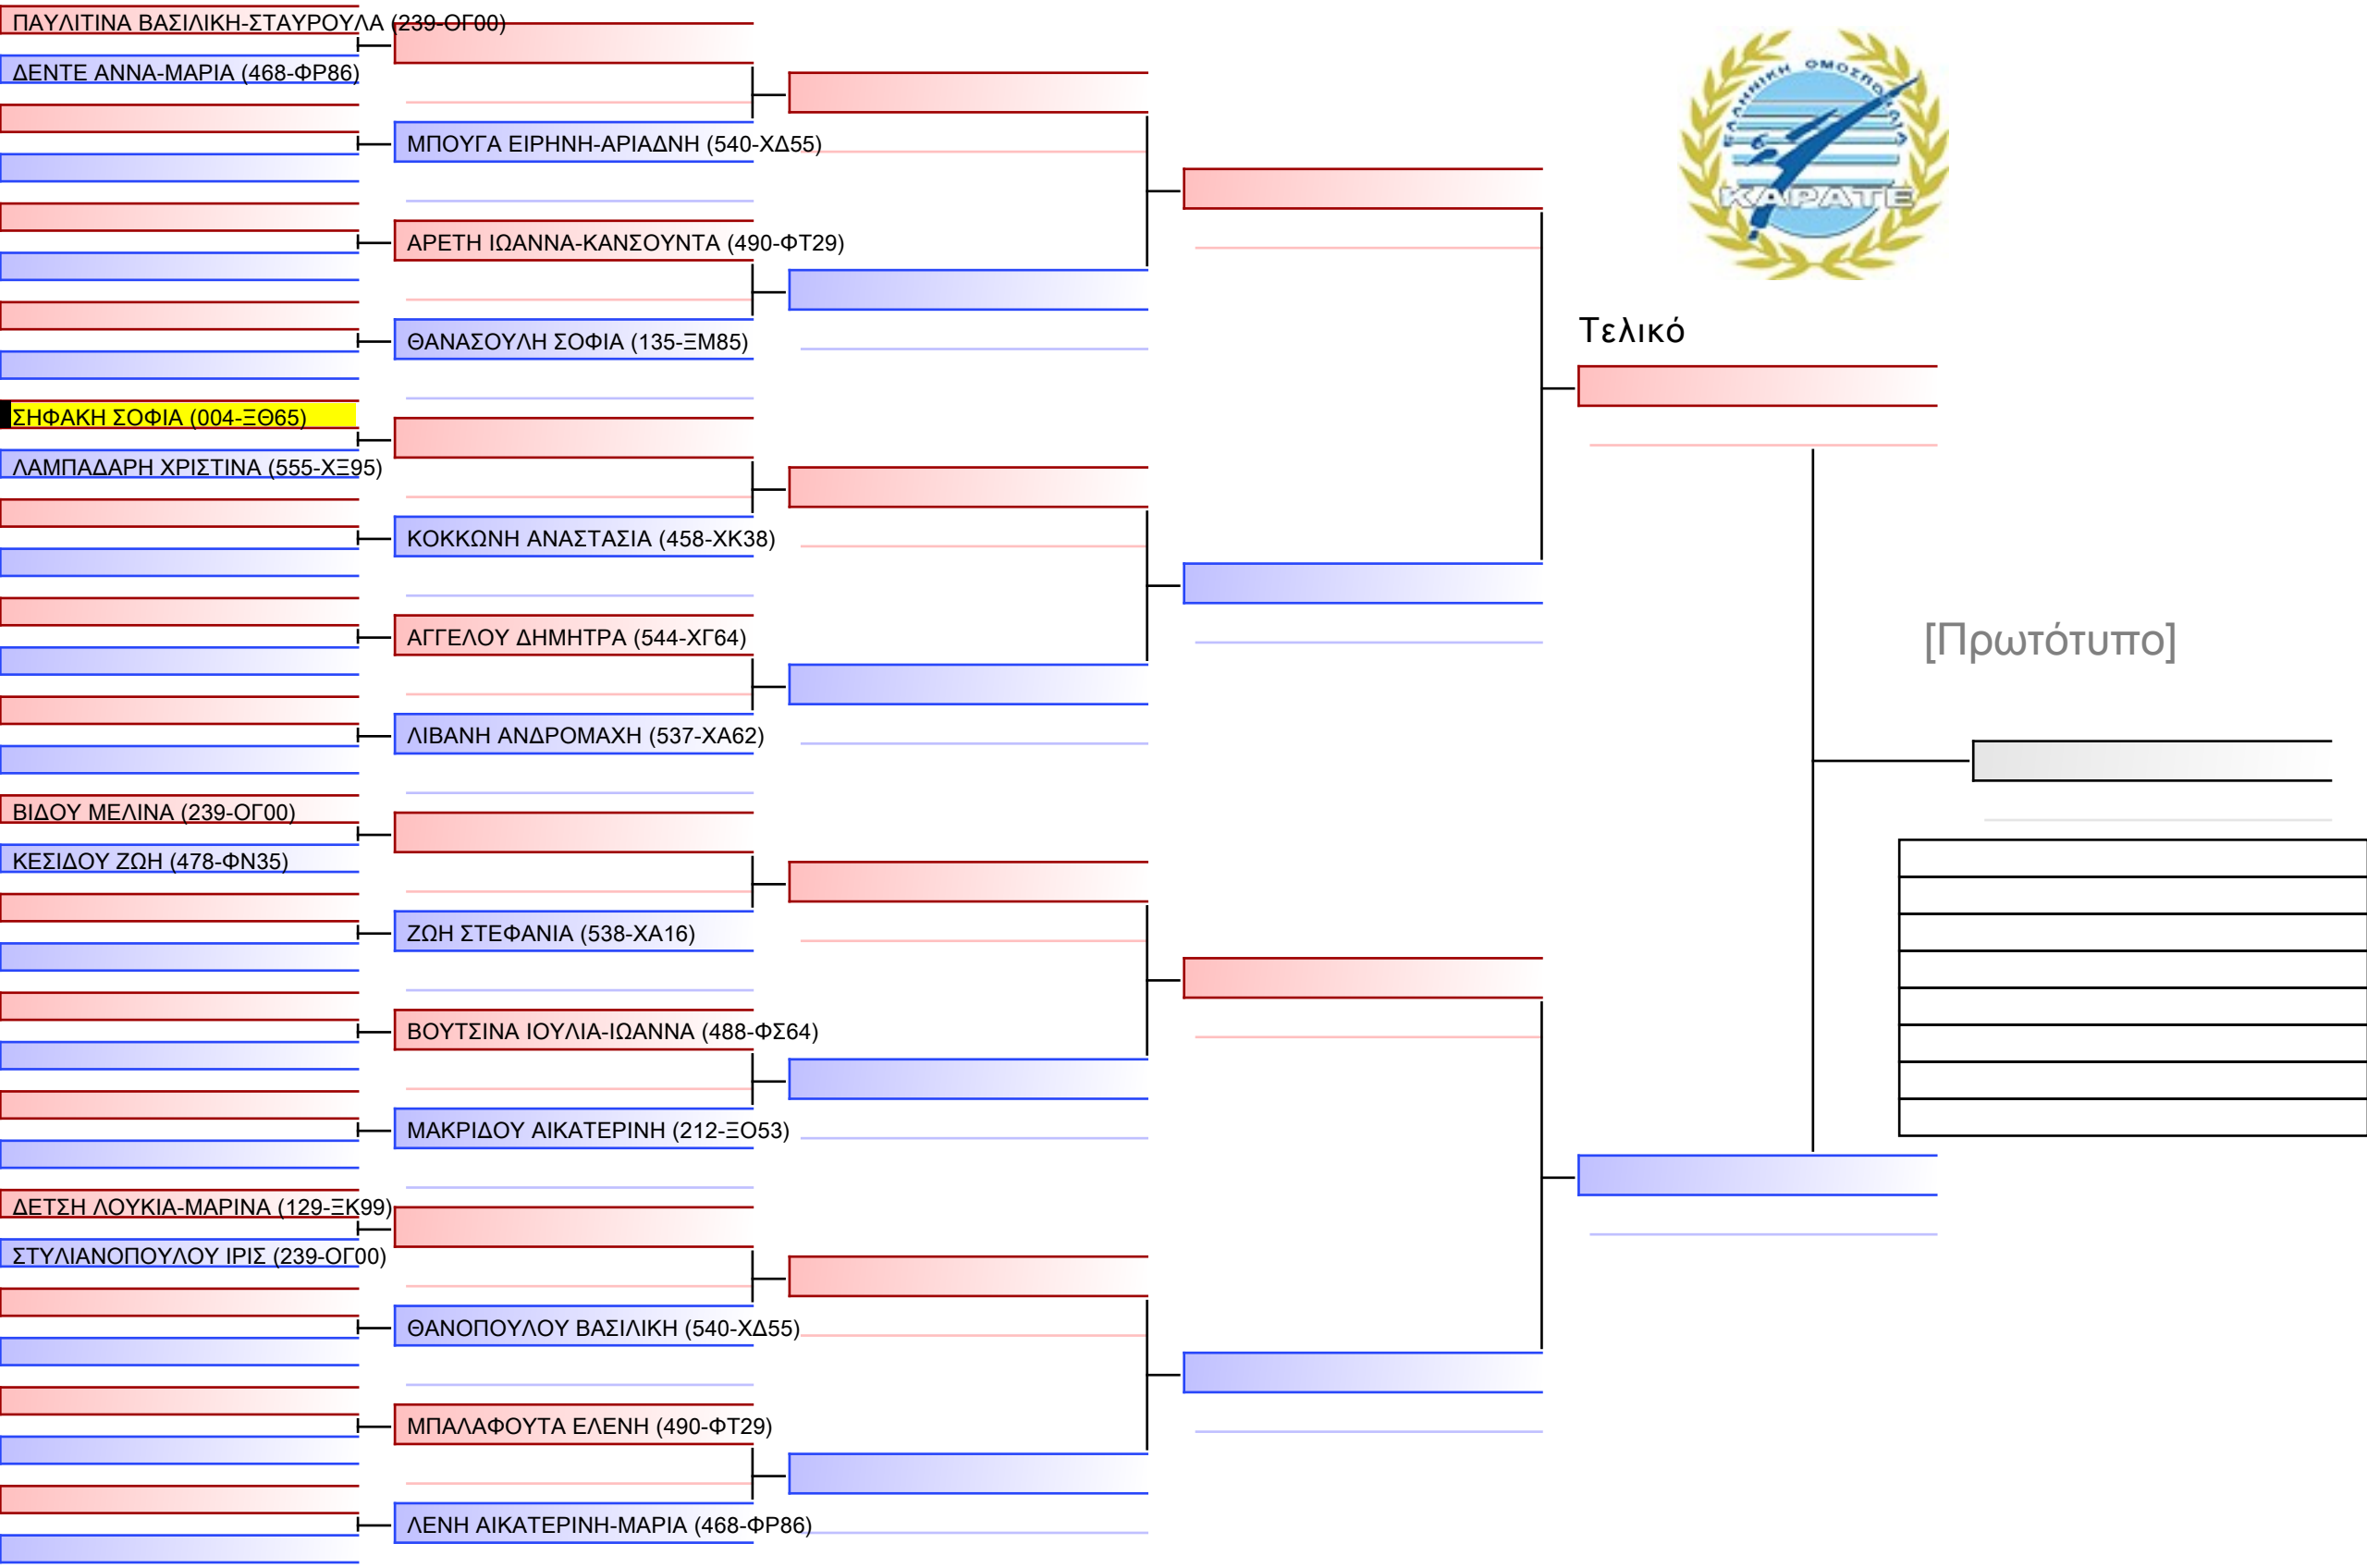 ΠΑΥΛΙΤΙΝΑ ΒΑΣΙΛΙΚΗ-ΣΤΑΥΡΟΥΛΑ (239-ΟΓ00)
ΔΕΝΤΕ ΑΝΝΑ-ΜΑΡΙΑ (468-ΦΡ86)
ΣΗΦΑΚΗ ΣΟΦΙΑ (004-ΞΘ65)
ΛΑΜΠΑΔΑΡΗ ΧΡΙΣΤΙΝΑ (555-ΧΞ95)
ΒΙΔΟΥ ΜΕΛΙΝΑ (239-ΟΓ00)
ΚΕΣΙΔΟΥ ΖΩΗ (478-ΦΝ35)
ΔΕΤΣΗ ΛΟΥΚΙΑ-ΜΑΡΙΝΑ (129-ΞΚ99)
ΣΤΥΛΙΑΝΟΠΟΥΛΟΥ ΙΡΙΣ (239-ΟΓ00)
ΜΠΟΥΓΑ ΕΙΡΗΝΗ-ΑΡΙΑΔΝΗ (540-ΧΔ55)
ΑΡΕΤΗ ΙΩΑΝΝΑ-ΚΑΝΣΟΥΝΤΑ (490-ΦΤ29)
ΘΑΝΑΣΟΥΛΗ ΣΟΦΙΑ (135-ΞΜ85)
ΚΟΚΚΩΝΗ ΑΝΑΣΤΑΣΙΑ (458-ΧΚ38)
ΑΓΓΕΛΟΥ ΔΗΜΗΤΡΑ (544-ΧΓ64)
ΛΙΒΑΝΗ ΑΝΔΡΟΜΑΧΗ (537-ΧΑ62)
ΖΩΗ ΣΤΕΦΑΝΙΑ (538-ΧΑ16)
ΒΟΥΤΣΙΝΑ ΙΟΥΛΙΑ-ΙΩΑΝΝΑ (488-ΦΣ64)
ΜΑΚΡΙΔΟΥ ΑΙΚΑΤΕΡΙΝΗ (212-ΞΟ53)
ΘΑΝΟΠΟΥΛΟΥ ΒΑΣΙΛΙΚΗ (540-ΧΔ55)
ΜΠΑΛΑΦΟΥΤΑ ΕΛΕΝΗ (490-ΦΤ29)
ΛΕΝΗ ΑΙΚΑΤΕΡΙΝΗ-ΜΑΡΙΑ (468-ΦΡ86)
ΕΛΛΗΝΙΚΗ ΟΜΟΣΠΟΝΔΙΑ
ΚΑΡΑΤΕ
Τελικό
[Πρωτότυπο]